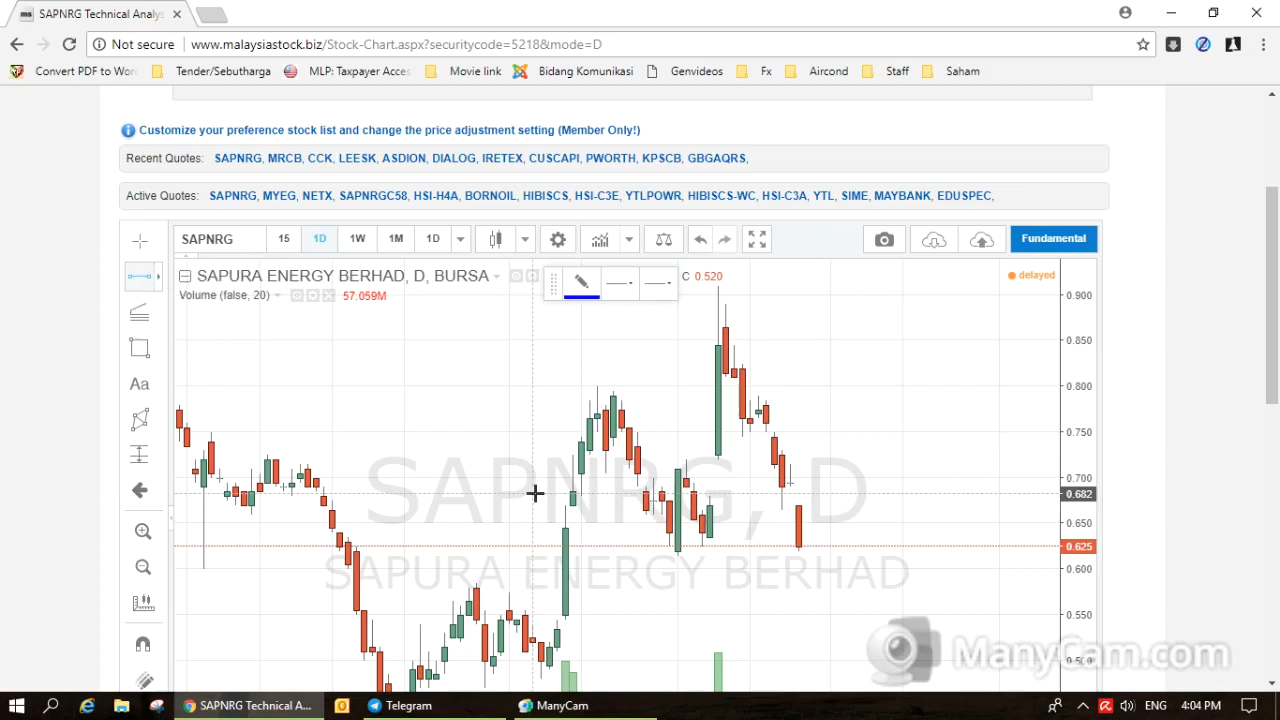 SAPNRG Technical Analys
Not secure www.malaysiastock.biz/Stock-Chart.aspx?securitycode=5218&mode=D
Convert PDF to Wor Tender/Sebutharga MLP: Taxpayer Acces Movie link Bidang Komunikasi Genvideos Fx Aircond Staff Saham
Customize your preference stock list and change the price adjustment setting (Member Only!)
Recent Quotes: SAPNRG, MRCB, CCK, LEESK, ASDION, DIALOG, IRETEX, CUSCAPI, PWORTH, KPSCB, GBGAQRS,
Active Quotes: SAPNRG, MYEG, NETX, SAPNRGC58, HSI-H4A, BORNOIL, HIBISCS, HSI-C3E, YTLPOWR, HIBISCS-WC, HSI-C3A, YTL, SIME, MAYBANK, EDUSPEC,
SAPNRG 15 1D 1W 1M 1D Fundamental
SAPURA ENERGY BERHAD, D, BURSA C 0.520 delayed
Volume (false, 20) 57.059M 0.900
0.850
Aa 0.800
0.750
0.700
SAPNRG, D 0.682
0.650
0.625
SAPURA ENERGY BERHAD 0.600
0.550
ManyCam.com
0.500
SAPNRG Technical A... Telegram ManyCam ENG 4:04 PM